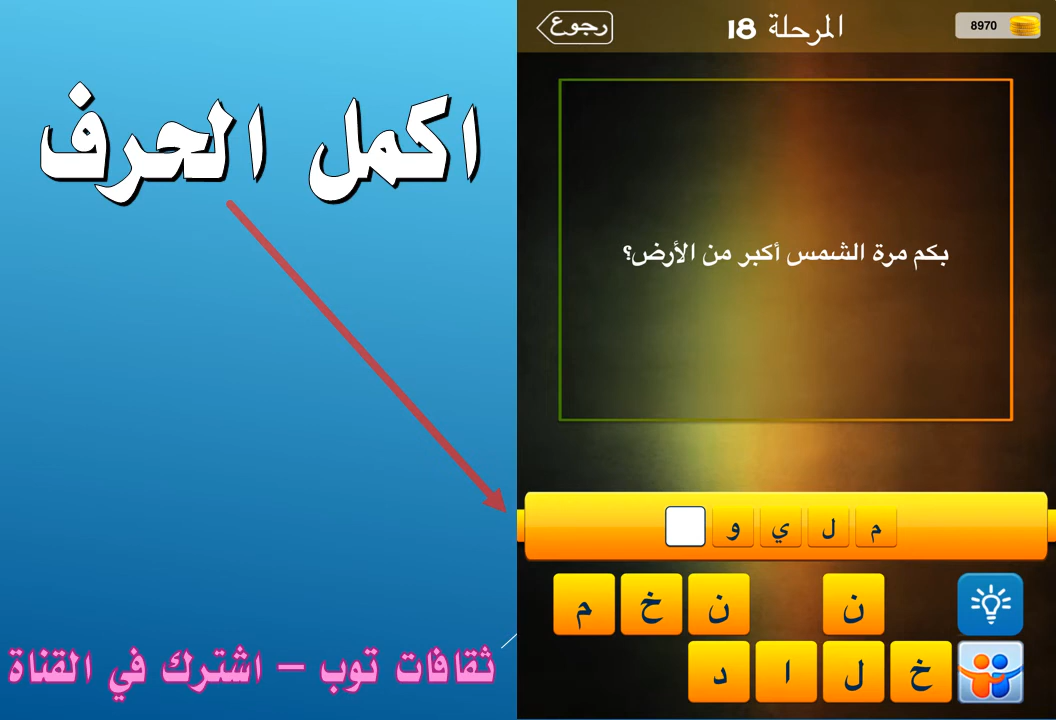 اكمل الحرف
ثقافات توب – اشترك في القناة
رجوع
المرحلة 18
8970
بكم مرة الشمس أكبر من الأرض؟
م ل ي و
م خ ن ن
د ا ل خ